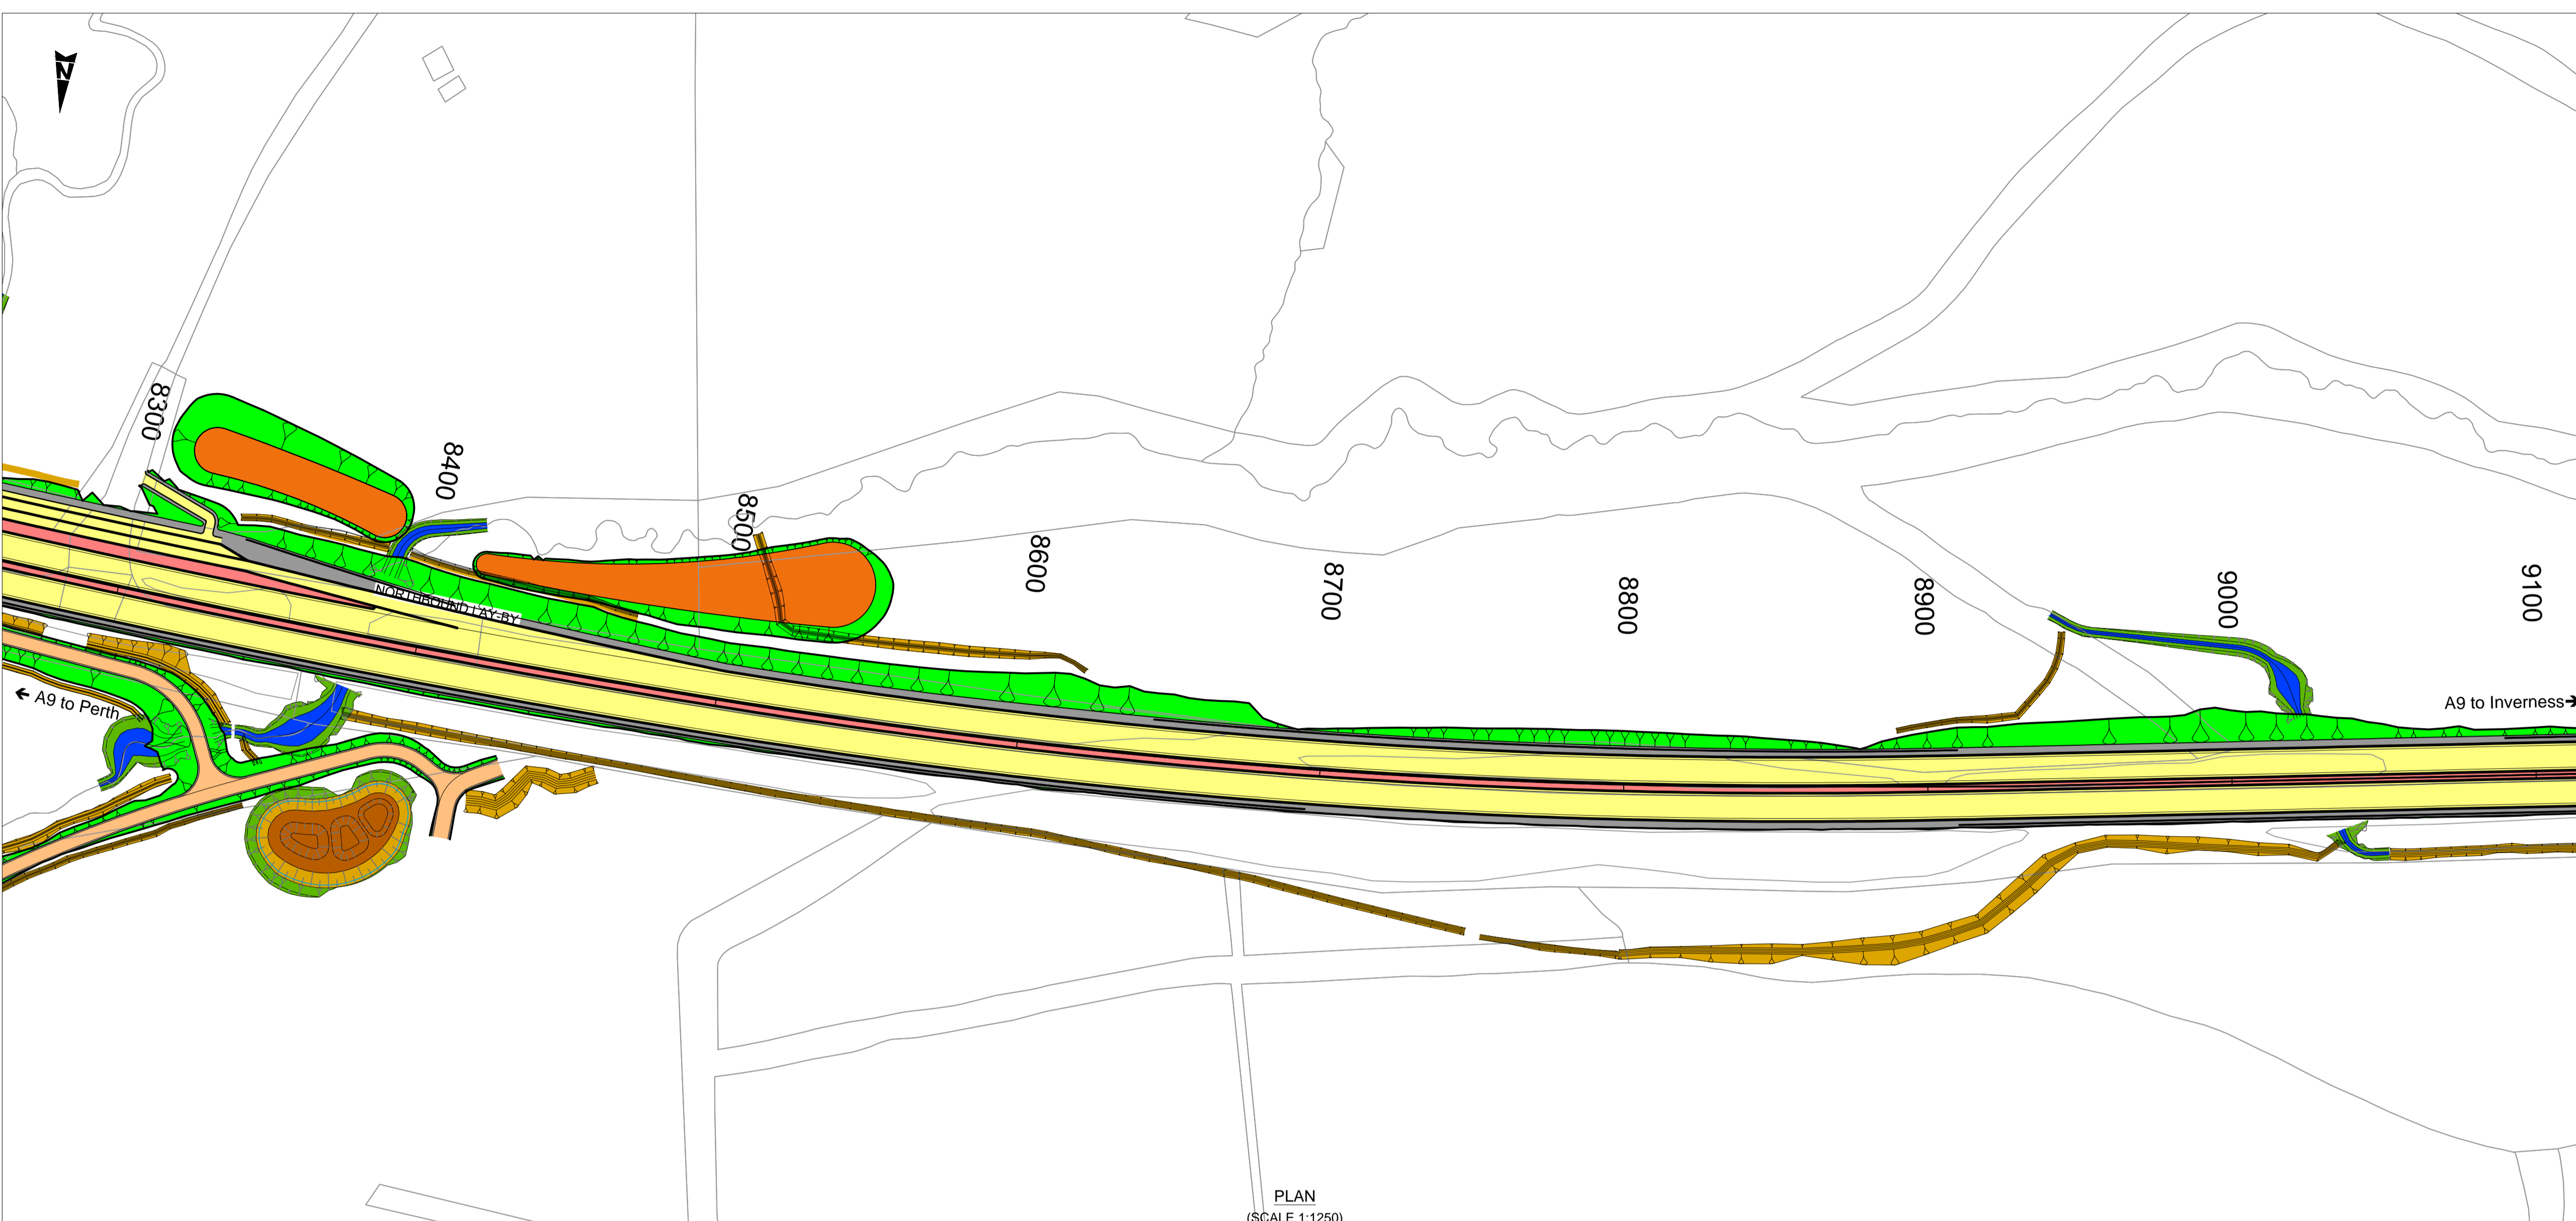 N
8300
8400
8500
8600
8700
8800
8900
9000
9100
NORTHBOUND LAY-BY
A9 to Perth
A9 to Inverness
PLAN
(SCALE 1:1250)